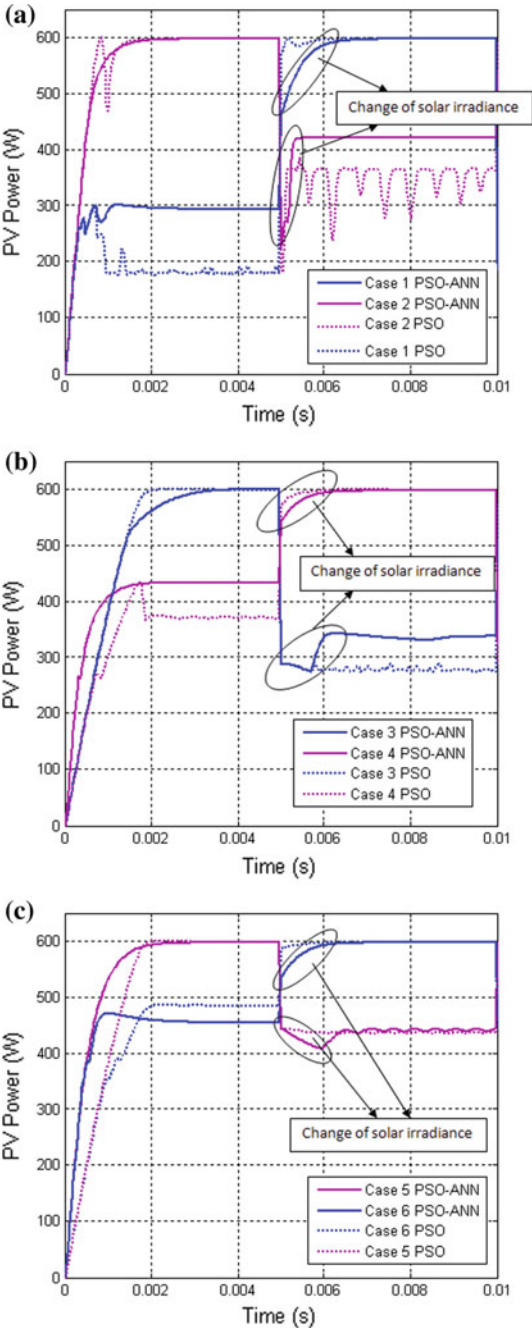 (a)
600
500
400
300
200
100
0
PV Power (W)
Change of solar irradiance
Case 1 PSO-ANN
Case 2 PSO-ANN
Case 2 PSO
Case 1 PSO
0 0.002 0.004 0.006 0.008 0.01
Time (s)
(b)
600
500
400
300
200
100
0
PV Power (W)
Change of solar irradiance
Case 3 PSO-ANN
Case 4 PSO-ANN
Case 3 PSO
Case 4 PSO
0 0.002 0.004 0.006 0.008 0.01
Time (s)
(c)
600
500
400
300
200
100
0
PV Power (W)
Change of solar irradiance
Case 5 PSO-ANN
Case 6 PSO-ANN
Case 6 PSO
Case 5 PSO
0 0.002 0.004 0.006 0.008 0.01
Time (s)